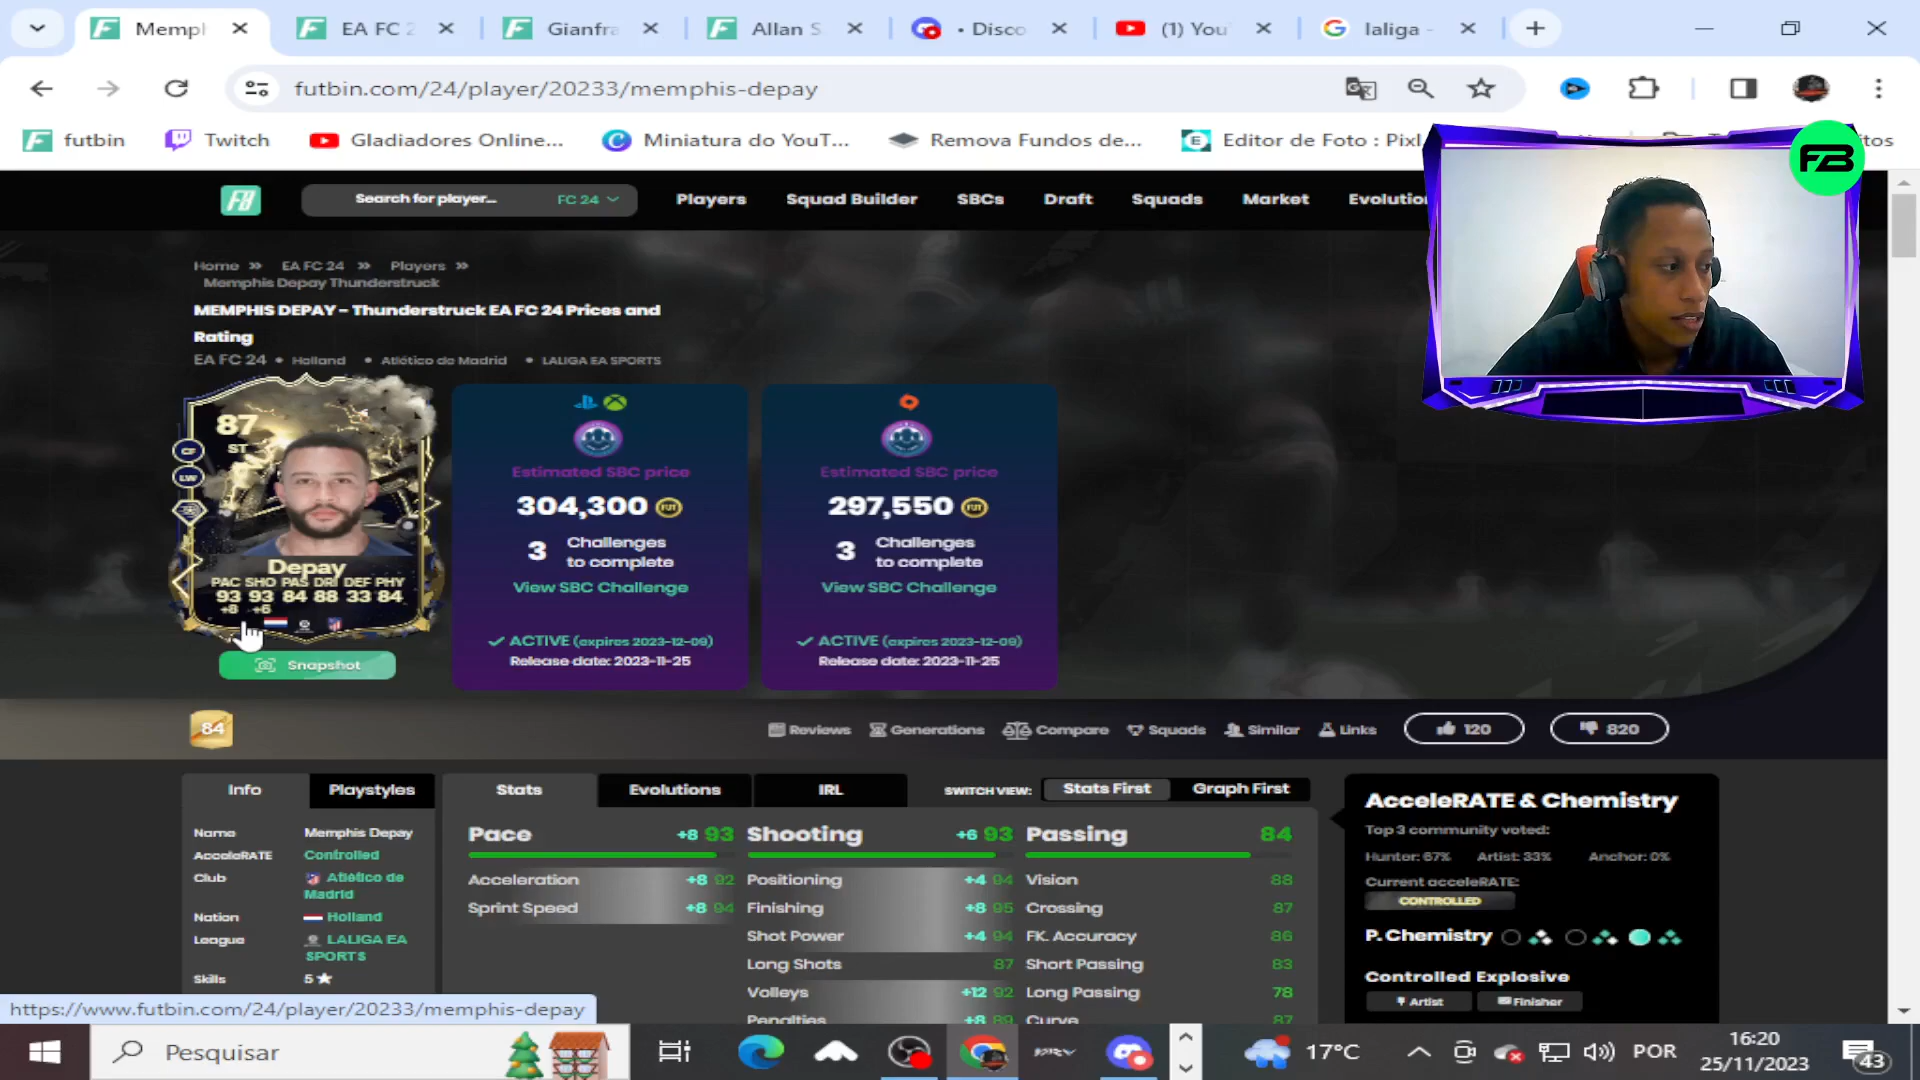 Memph
EA FC 2
Gianfra
Allan S
• Disco
(1) You
laliga -
futbin.com/24/player/20233/memphis-depay
futbin
Twitch
Gladiadores Online...
Miniatura do YouT...
Remova Fundos de...
Editor de Foto : Pixl
itos
Search for player...
FC 24
Players
Squad Builder
SBCs
Draft
Squads
Market
Evolution
Home » EA FC 24 » Players »
Memphis Depay Thunderstruck
MEMPHIS DEPAY - Thunderstruck EA FC 24 Prices and
Rating
EA FC 24 • Holland • Atlético de Madrid • LALIGA EA SPORTS
87
ST
CF
LW
Depay
PAC SHO PAS DRI DEF PHY
93 93 84 88 33 84
+8 +6
Snapshot
Estimated SBC price
304,300
3
Challenges
to complete
View SBC Challenge
ACTIVE (expires 2023-12-09)
Release date: 2023-11-25
Estimated SBC price
297,550
3
Challenges
to complete
View SBC Challenge
ACTIVE (expires 2023-12-09)
Release date: 2023-11-25
84
Reviews
Generations
Compare
Squads
Similar
Links
120
820
Info
Playstyles
Stats
Evolutions
IRL
SWITCH VIEW:
Stats First
Graph First
Name Memphis Depay
AcceleRATE Controlled
Club Atlético de
Madrid
Nation Holland
League LALIGA EA
SPORTS
Skills 5
Pace +8 93
Acceleration +8 92
Sprint Speed +8 94
Shooting +6 93
Positioning +4 94
Finishing +8 95
Shot Power +4 94
Long Shots 87
Volleys +12 92
Penalties +8 89
Passing 84
Vision 88
Crossing 87
FK. Accuracy 86
Short Passing 83
Long Passing 78
Curve 87
AcceleRATE & Chemistry
Top 3 community voted:
Hunter: 67% Artist: 33% Anchor: 0%
Current acceleRATE:
CONTROLLED
P. Chemistry
Controlled Explosive
Artist
Finisher
https://www.futbin.com/24/player/20233/memphis-depay
Pesquisar
17°C
POR
16:20
25/11/2023
43